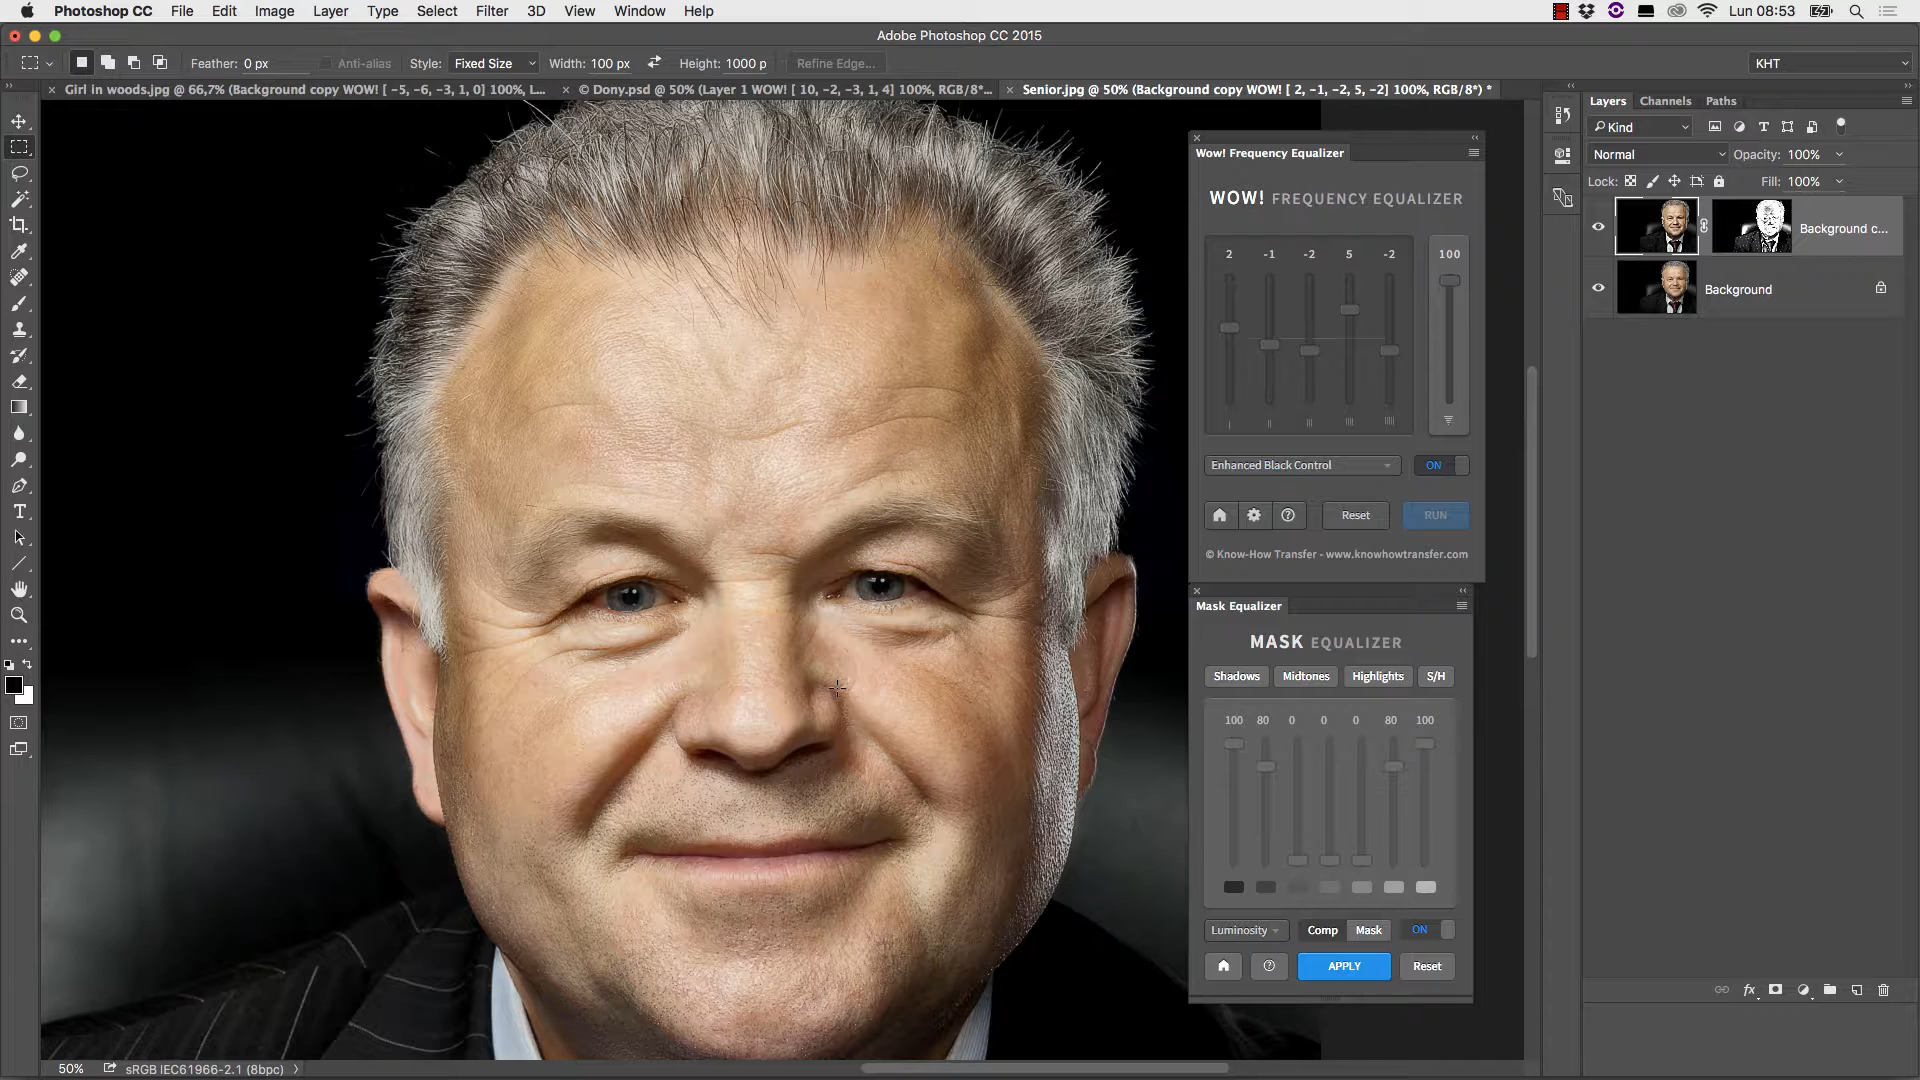 Photoshop CC File Edit Image Layer Type Select Filter 3D View Window Help Lun 08:53
Adobe Photoshop CC 2015
Feather: 0 px Anti-alias Style: Fixed Size Width: 100 px Height: 1000 p Refine Edge... KHT
× Girl in woods.jpg @ 66,7% (Background copy WOW! [ -5, -6, -3, 1, 0] 100%, L... × © Dony.psd @ 50% (Layer 1 WOW! [ 10, -2, -3, 1, 4] 100%, RGB/8*... × Senior.jpg @ 50% (Background copy WOW! [ 2, -1, -2, 5, -2] 100%, RGB/8*) *
Wow! Frequency Equalizer
WOW! FREQUENCY EQUALIZER
2 -1 -2 5 -2 100
Enhanced Black Control ON
Reset RUN
© Know-How Transfer - www.knowhowtransfer.com
Mask Equalizer
MASK EQUALIZER
Shadows Midtones Highlights S/H
100 80 0 0 0 80 100
Luminosity Comp Mask ON
APPLY Reset
Layers Channels Paths
Kind
Normal Opacity: 100%
Lock: Fill: 100%
Background c...
Background
fx
50% sRGB IEC61966-2.1 (8bpc)